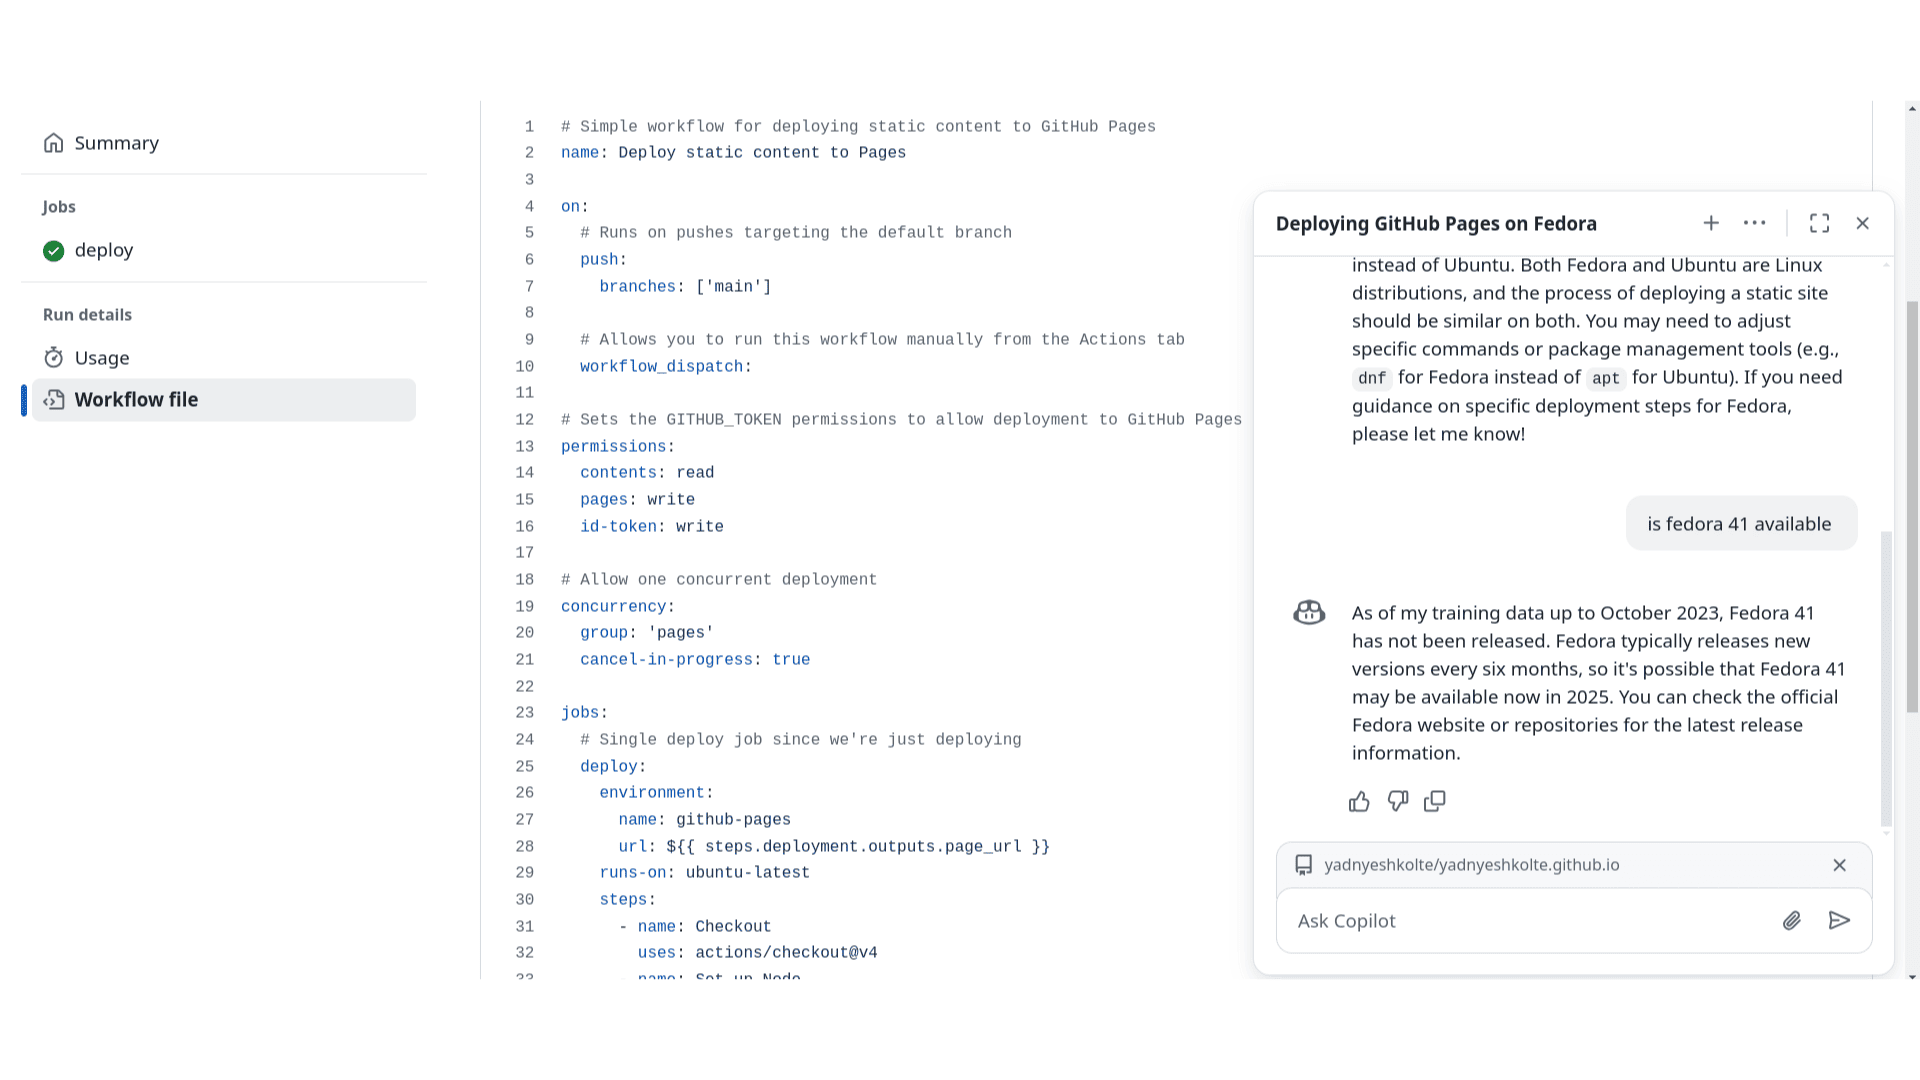 Summary
Jobs
deploy
Run details
Usage
Workflow file
1 # Simple workflow for deploying static content to GitHub Pages
2 name: Deploy static content to Pages
3
4 on:
5 # Runs on pushes targeting the default branch
6 push:
7 branches: ['main']
8
9 # Allows you to run this workflow manually from the Actions tab
10 workflow_dispatch:
11
12 # Sets the GITHUB_TOKEN permissions to allow deployment to GitHub Pages
13 permissions:
14 contents: read
15 pages: write
16 id-token: write
17
18 # Allow one concurrent deployment
19 concurrency:
20 group: 'pages'
21 cancel-in-progress: true
22
23 jobs:
24 # Single deploy job since we're just deploying
25 deploy:
26 environment:
27 name: github-pages
28 url: ${{ steps.deployment.outputs.page_url }}
29 runs-on: ubuntu-latest
30 steps:
31 - name: Checkout
32 uses: actions/checkout@v4
33 - name: Set up Node
Deploying GitHub Pages on Fedora
instead of Ubuntu. Both Fedora and Ubuntu are Linux
distributions, and the process of deploying a static site
should be similar on both. You may need to adjust
specific commands or package management tools (e.g.,
dnf for Fedora instead of apt for Ubuntu). If you need
guidance on specific deployment steps for Fedora,
please let me know!
is fedora 41 available
As of my training data up to October 2023, Fedora 41
has not been released. Fedora typically releases new
versions every six months, so it's possible that Fedora 41
may be available now in 2025. You can check the official
Fedora website or repositories for the latest release
information.
yadnyeshkolte/yadnyeshkolte.github.io
Ask Copilot